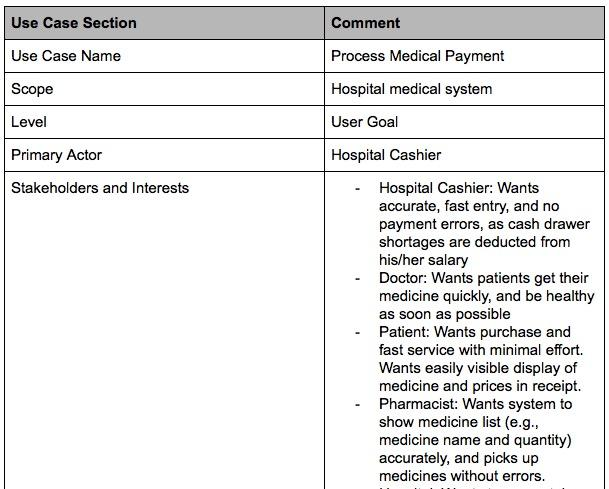 Use Case Section Comment
Use Case Name Process Medical Payment
Scope Hospital medical system
Level User Goal
Primary Actor Hospital Cashier
Stakeholders and Interests - Hospital Cashier: Wants
accurate, fast entry, and no
payment errors, as cash drawer
shortages are deducted from
his/her salary
- Doctor: Wants patients get their
medicine quickly, and be healthy
as soon as possible
- Patient: Wants purchase and
fast service with minimal effort.
Wants easily visible display of
medicine and prices in receipt.
- Pharmacist: Wants system to
show medicine list (e.g.,
medicine name and quantity)
accurately, and picks up
medicines without errors.